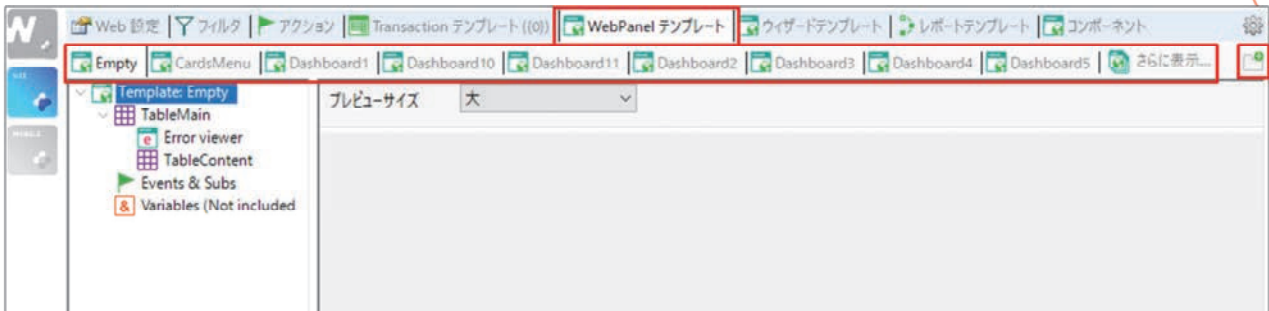 Web 設定 フィルタ アクション Transaction テンプレート ({0}) WebPanel テンプレート ウィザードテンプレート レポートテンプレート コンポーネント
Empty CardsMenu Dashboard1 Dashboard10 Dashboard11 Dashboard2 Dashboard3 Dashboard4 Dashboard5 さらに表示...
Template: Empty
プレビューサイズ 大
TableMain
Error viewer
TableContent
Events & Subs
Variables (Not included